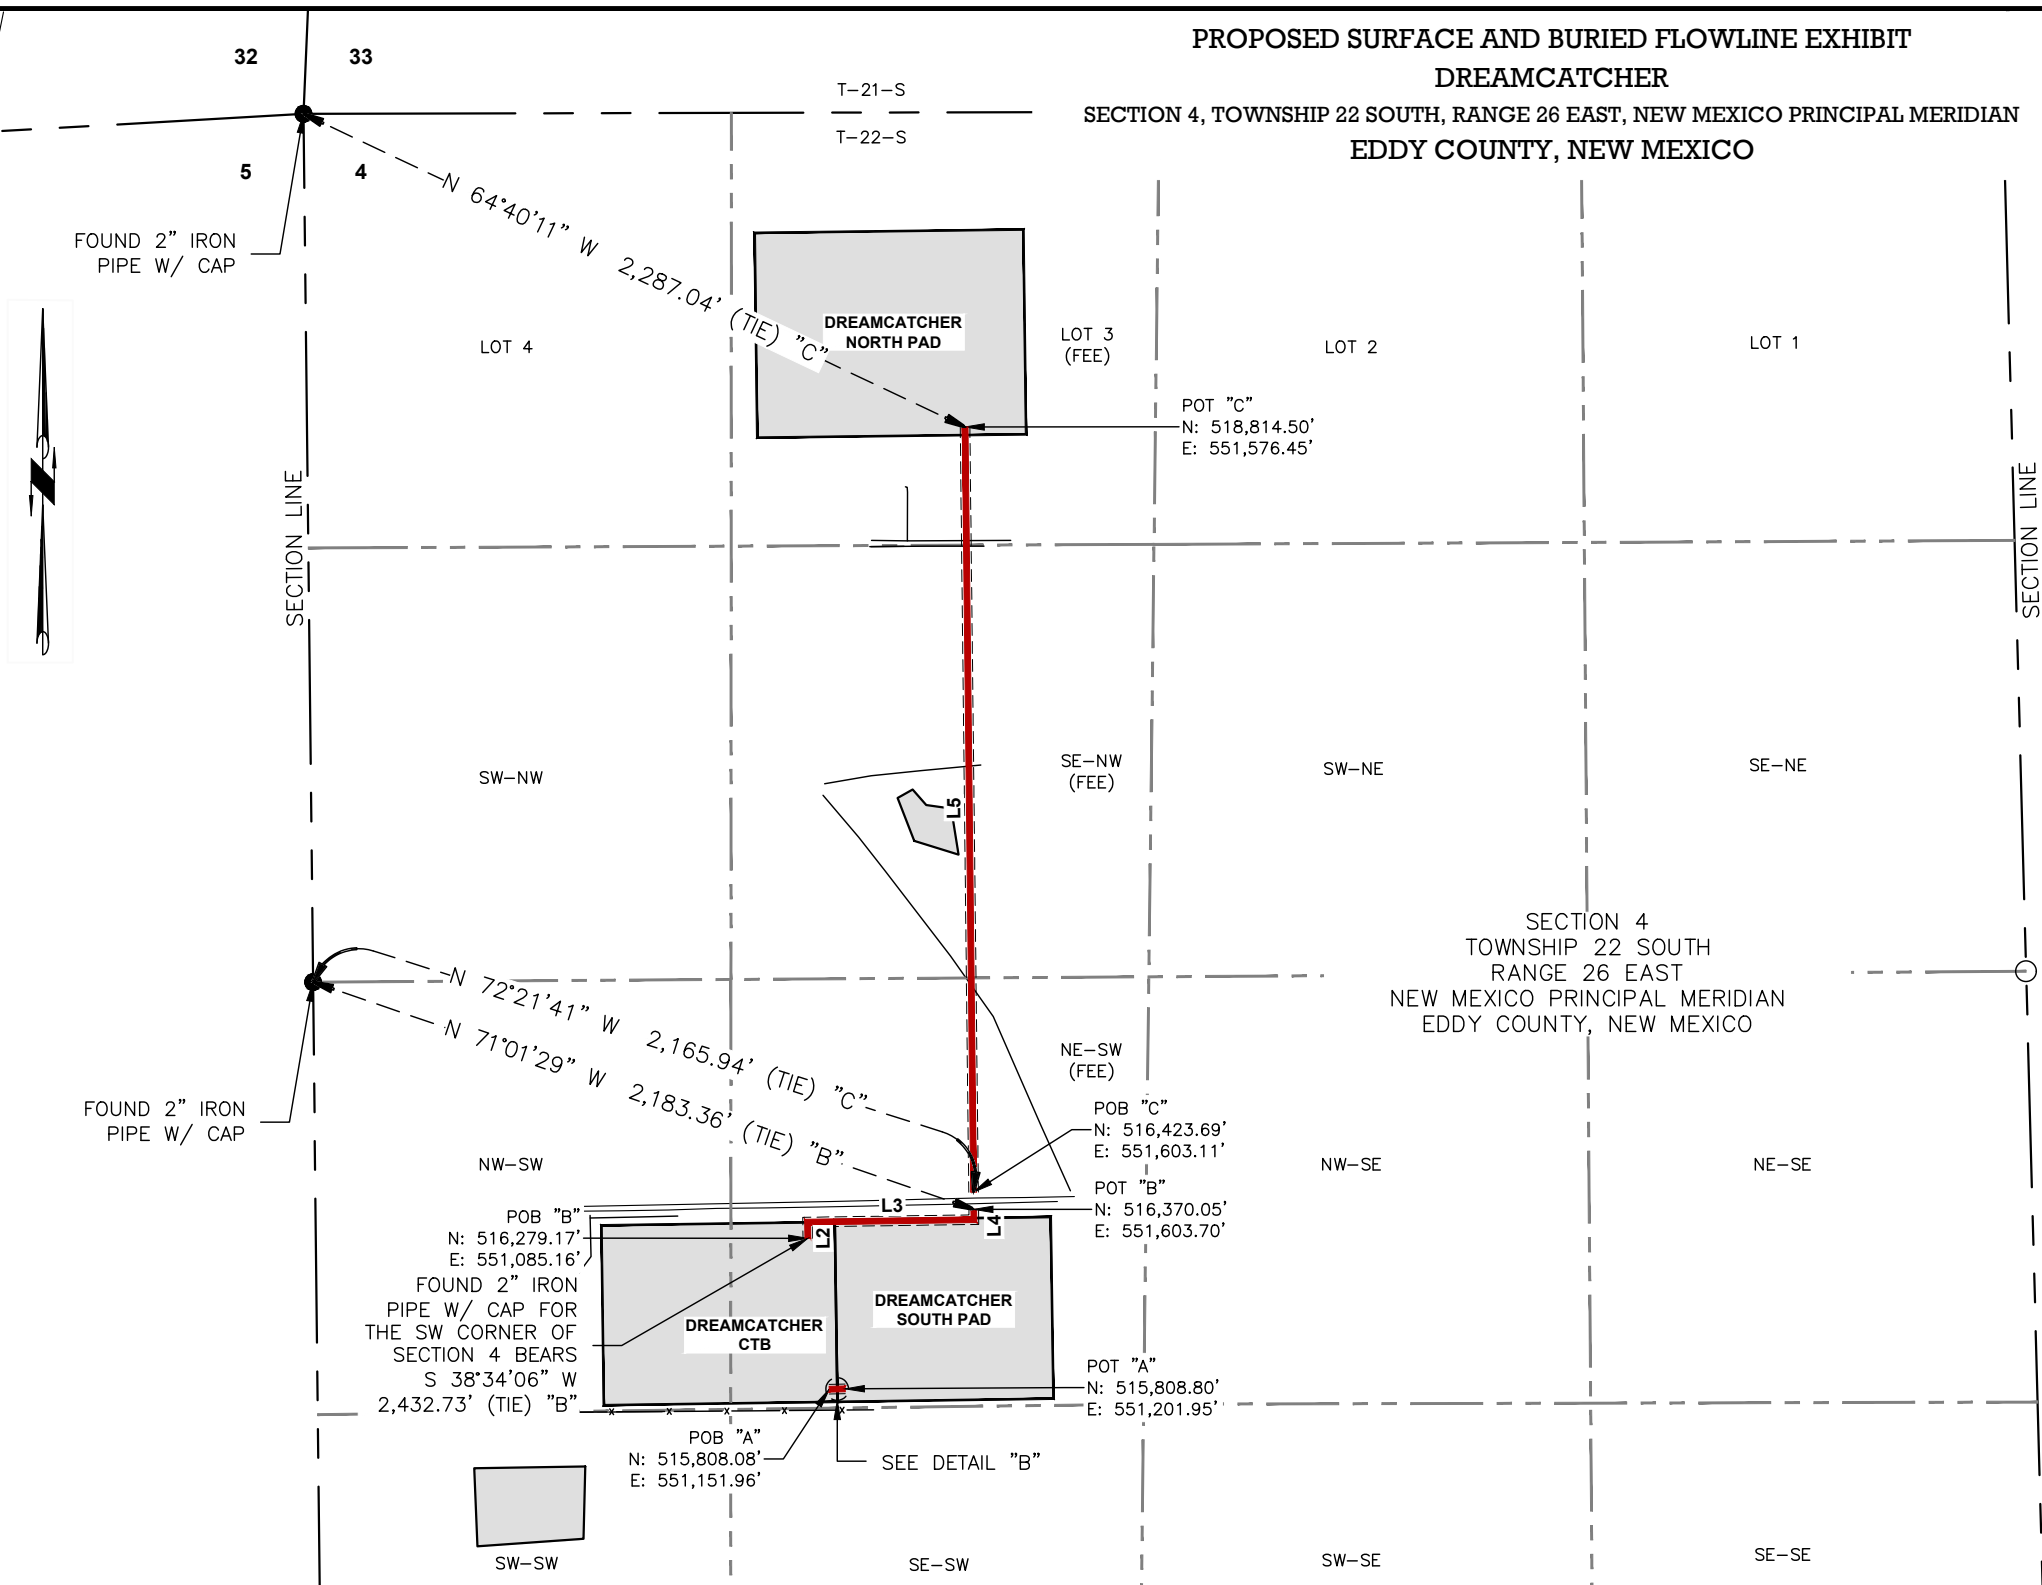 PROPOSED SURFACE AND BURIED FLOWLINE EXHIBIT
DREAMCATCHER
SECTION 4, TOWNSHIP 22 SOUTH, RANGE 26 EAST, NEW MEXICO PRINCIPAL MERIDIAN
EDDY COUNTY, NEW MEXICO
32
33
T-21-S
T-22-S
5
4
FOUND 2" IRON
PIPE W/ CAP
N 64°40'11" W 2,287.04' (TIE) "C"
DREAMCATCHER
NORTH PAD
LOT 4
LOT 3
(FEE)
LOT 2
LOT 1
POT "C"
N: 518,814.50'
E: 551,576.45'
SECTION LINE
SECTION LINE
SW-NW
L5
SE-NW
(FEE)
SW-NE
SE-NE
SECTION 4
TOWNSHIP 22 SOUTH
RANGE 26 EAST
NEW MEXICO PRINCIPAL MERIDIAN
EDDY COUNTY, NEW MEXICO
N 72°21'41" W 2,165.94' (TIE) "C"
N 71°01'29" W 2,183.36' (TIE) "B"
FOUND 2" IRON
PIPE W/ CAP
NE-SW
(FEE)
POB "C"
N: 516,423.69'
E: 551,603.11'
NW-SW
NW-SE
NE-SE
POT "B"
N: 516,370.05'
E: 551,603.70'
L3
L2
L4
POB "B"
N: 516,279.17'
E: 551,085.16'
FOUND 2" IRON
PIPE W/ CAP FOR
THE SW CORNER OF
SECTION 4 BEARS
S 38°34'06" W
2,432.73' (TIE) "B"
DREAMCATCHER
CTB
DREAMCATCHER
SOUTH PAD
POT "A"
N: 515,808.80'
E: 551,201.95'
POB "A"
N: 515,808.08'
E: 551,151.96'
SEE DETAIL "B"
SW-SW
SE-SW
SW-SE
SE-SE